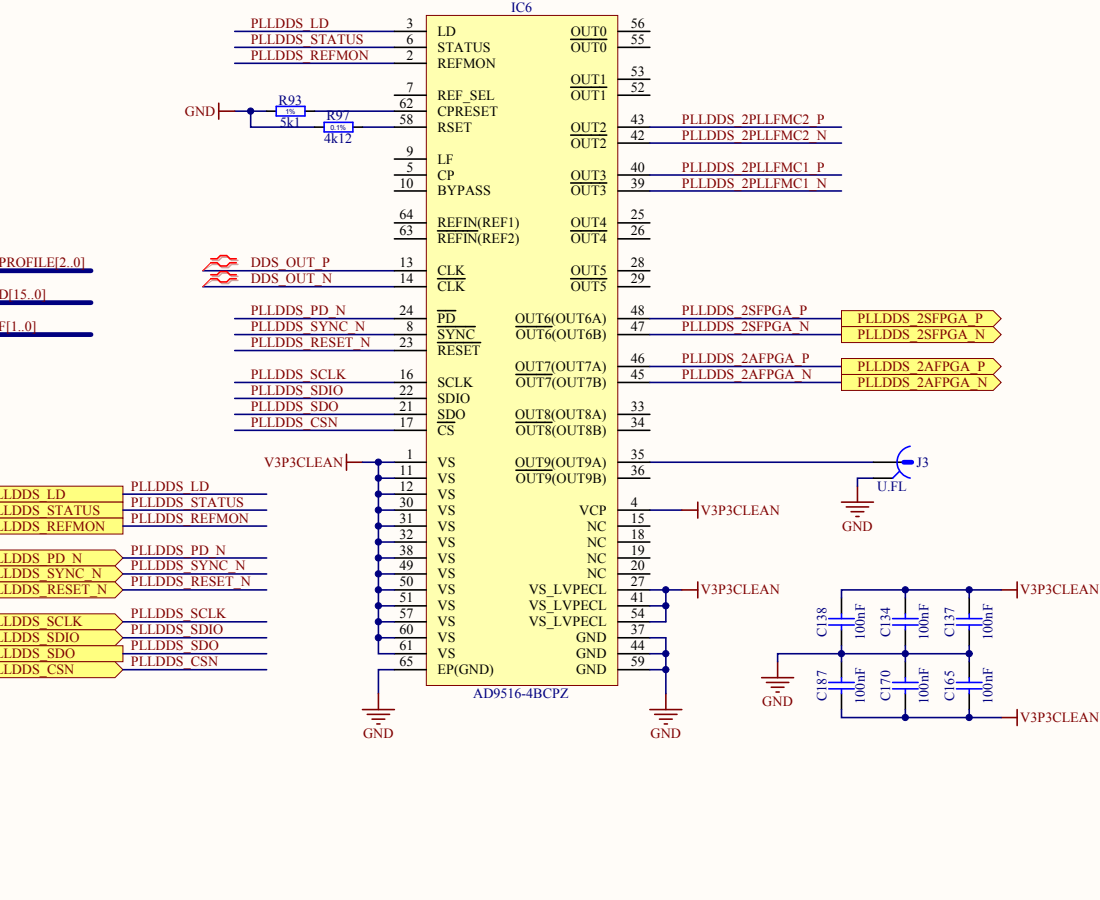 IC6
PLLDDS_LD 3 LD OUT0 56
PLLDDS_STATUS 6 STATUS OUT0 55
PLLDDS_REFMON 2 REFMON
OUT1 53
7 REF_SEL OUT1 52
GND R93 1% 5k1 62 CPRESET
R97 0.1% 4k12 58 RSET OUT2 43 PLLDDS_2PLLFMC2_P
OUT2 42 PLLDDS_2PLLFMC2_N
9 LF
5 CP OUT3 40 PLLDDS_2PLLFMC1_P
10 BYPASS OUT3 39 PLLDDS_2PLLFMC1_N
64 REFIN(REF1) OUT4 25
63 REFIN(REF2) OUT4 26
PROFILE[2..0] DDS_OUT_P 13 CLK OUT5 28
DDS_OUT_N 14 CLK OUT5 29
D[15..0]
PLLDDS_PD_N 24 PD OUT6(OUT6A) 48 PLLDDS_2SFPGA_P PLLDDS_2SFPGA_P
F[1..0] PLLDDS_SYNC_N 8 SYNC OUT6(OUT6B) 47 PLLDDS_2SFPGA_N PLLDDS_2SFPGA_N
PLLDDS_RESET_N 23 RESET
OUT7(OUT7A) 46 PLLDDS_2AFPGA_P PLLDDS_2AFPGA_P
PLLDDS_SCLK 16 SCLK OUT7(OUT7B) 45 PLLDDS_2AFPGA_N PLLDDS_2AFPGA_N
PLLDDS_SDIO 22 SDIO
PLLDDS_SDO 21 SDO OUT8(OUT8A) 33
PLLDDS_CSN 17 CS OUT8(OUT8B) 34
V3P3CLEAN 1 VS OUT9(OUT9A) 35 J3
11 VS OUT9(OUT9B) 36 U.FL
LLDDS_LD PLLDDS_LD 12 VS
LLDDS_STATUS PLLDDS_STATUS 30 VS VCP 4 V3P3CLEAN
LLDDS_REFMON PLLDDS_REFMON 31 VS NC 15 GND
32 VS NC 18
LLDDS_PD_N PLLDDS_PD_N 38 VS NC 19
LLDDS_SYNC_N PLLDDS_SYNC_N 49 VS NC 20
LLDDS_RESET_N PLLDDS_RESET_N 50 VS VS_LVPECL 27 V3P3CLEAN V3P3CLEAN
51 VS VS_LVPECL 41
LLDDS_SCLK PLLDDS_SCLK 57 VS VS_LVPECL 54 C138 100nF C134 100nF C137 100nF
LLDDS_SDIO PLLDDS_SDIO 60 VS GND 37
LLDDS_SDO PLLDDS_SDO 61 VS GND 44
LLDDS_CSN PLLDDS_CSN 65 EP(GND) GND 59
C187 100nF C170 100nF C165 100nF
AD9516-4BCPZ GND
V3P3CLEAN
GND GND